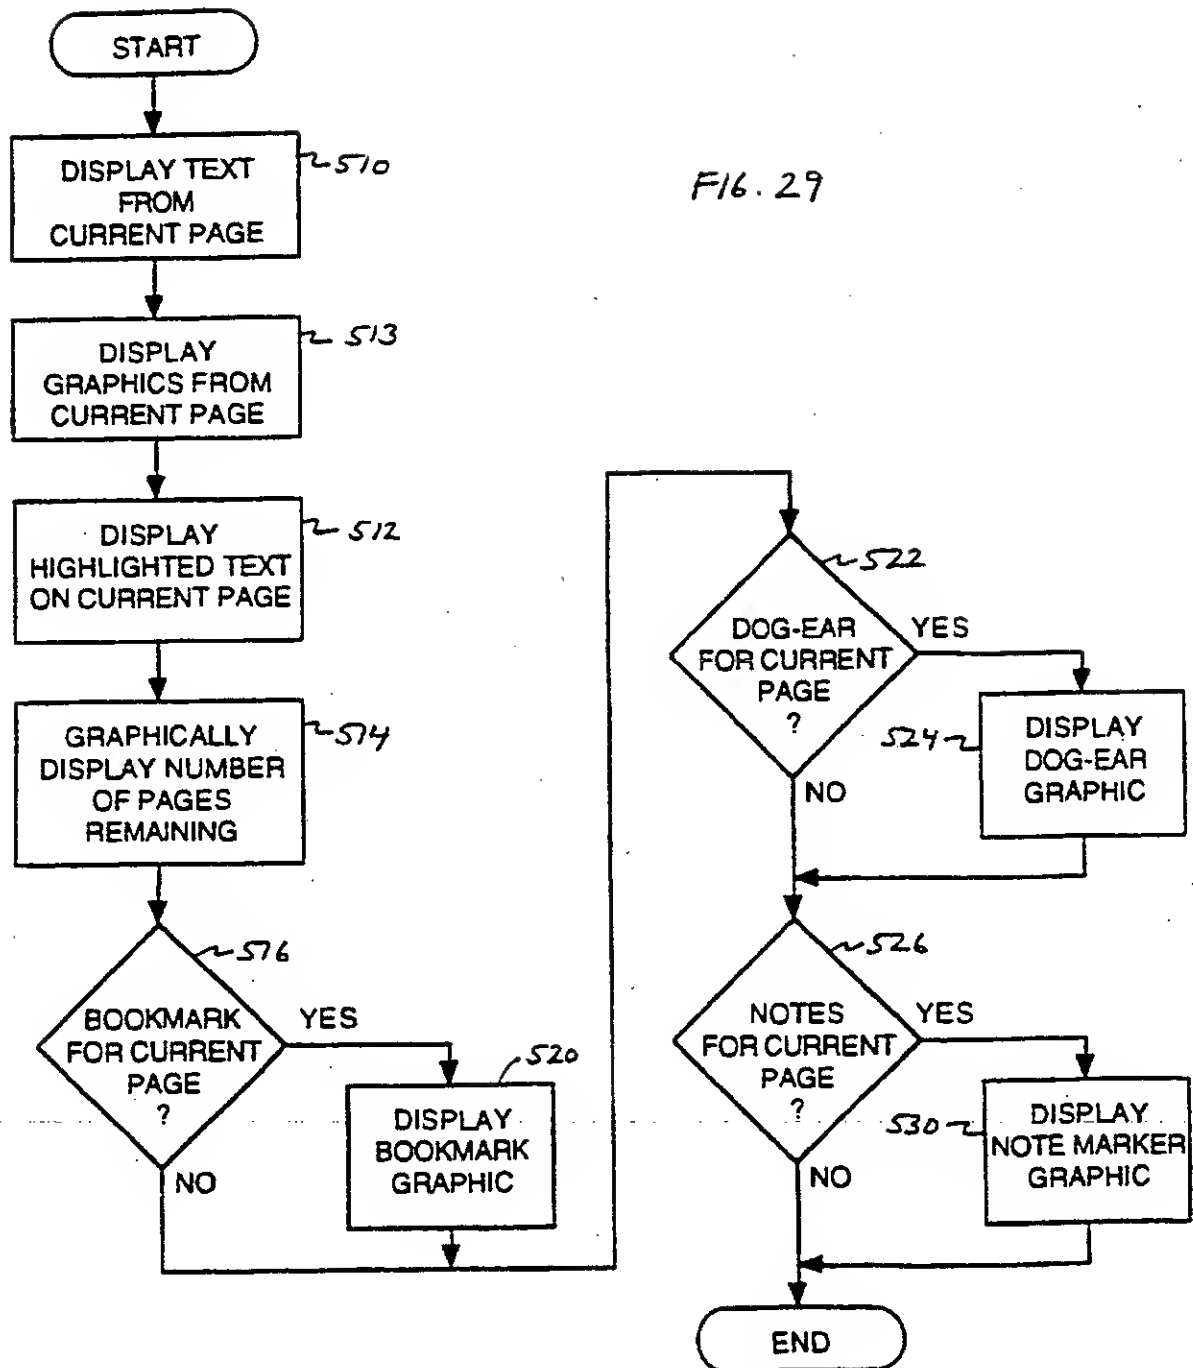 START
DISPLAY TEXT
FROM
CURRENT PAGE
510
FIG. 29
DISPLAY
GRAPHICS FROM
CURRENT PAGE
513
DISPLAY
HIGHLIGHTED TEXT
ON CURRENT PAGE
512
GRAPHICALLY
DISPLAY NUMBER
OF PAGES
REMAINING
514
BOOKMARK
FOR CURRENT
PAGE
?
516
YES
NO
520
DISPLAY
BOOKMARK
GRAPHIC
522
DOG-EAR
FOR CURRENT
PAGE
?
YES
NO
524
DISPLAY
DOG-EAR
GRAPHIC
526
NOTES
FOR CURRENT
PAGE
?
YES
NO
530
DISPLAY
NOTE MARKER
GRAPHIC
END